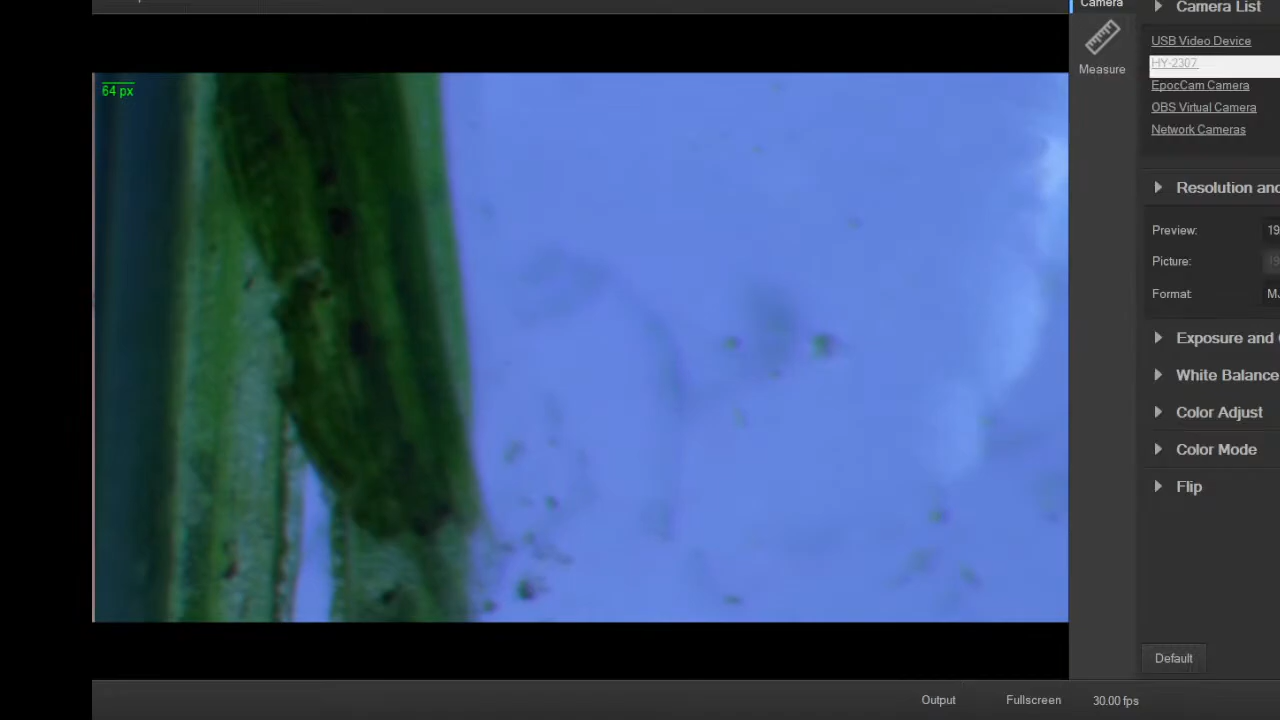 Camera
Camera List
64 px
Measure
USB Video Device
HY-2307
EpocCam Camera
OBS Virtual Camera
Network Cameras
Resolution and
Preview:
19
Picture:
19
Format:
Exposure and
White Balance
Color Adjust
Color Mode
Flip
Default
Output
Fullscreen
30.00 fps